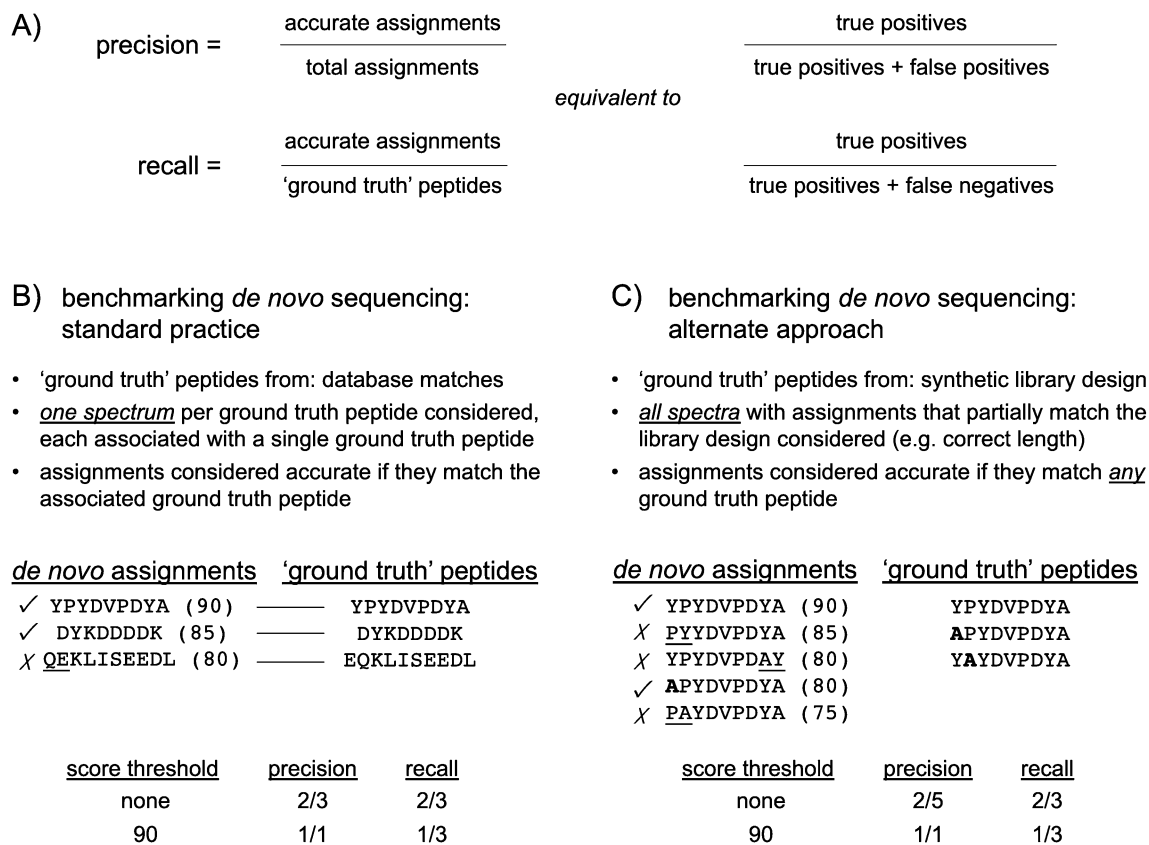 A)
precision =
accurate assignments
total assignments
true positives
true positives + false positives
equivalent to
recall =
accurate assignments
‘ground truth’ peptides
true positives
true positives + false negatives
B) benchmarking de novo sequencing:
standard practice
• ‘ground truth’ peptides from: database matches
• one spectrum per ground truth peptide considered,
each associated with a single ground truth peptide
• assignments considered accurate if they match the
associated ground truth peptide
de novo assignments ‘ground truth’ peptides
✓ YPYDVPDYA (90) YPYDVPDYA
✓ DYKDDDDK (85) DYKDDDDK
✗ QEKLISEEDL (80) EQKLISEEDL
score threshold precision recall
none 2/3 2/3
90 1/1 1/3
C) benchmarking de novo sequencing:
alternate approach
• ‘ground truth’ peptides from: synthetic library design
• all spectra with assignments that partially match the
library design considered (e.g. correct length)
• assignments considered accurate if they match any
ground truth peptide
de novo assignments ‘ground truth’ peptides
✓ YPYDVPDYA (90) YPYDVPDYA
✗ PYYDVPDYA (85) APYDVPDYA
✗ YPYDVPDAY (80) YAYDVPDYA
✓ APYDVPDYA (80)
✗ PAYDVPDYA (75)
score threshold precision recall
none 2/5 2/3
90 1/1 1/3